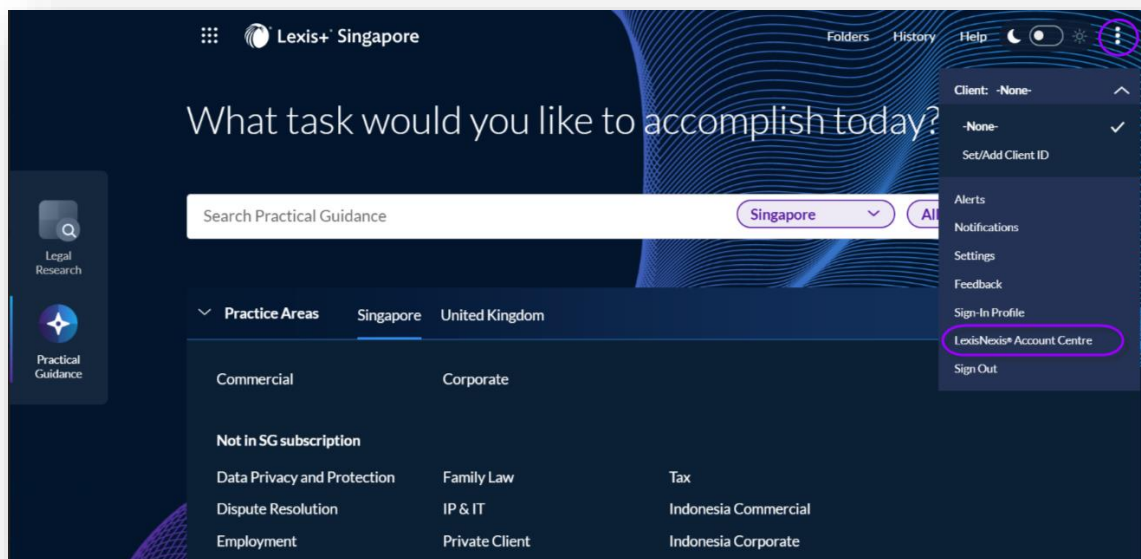 Lexis+® Singapore
Folders History Help
Client: -None-
What task would you like to accomplish today?
-None-
Set/Add Client ID
Search Practical Guidance
Singapore
All
Alerts
Notifications
Settings
Feedback
Sign-In Profile
LexisNexis® Account Centre
Sign Out
Legal
Research
Practical
Guidance
Practice Areas Singapore United Kingdom
Commercial Corporate
Not in SG subscription
Data Privacy and Protection Family Law Tax
Dispute Resolution IP & IT Indonesia Commercial
Employment Private Client Indonesia Corporate